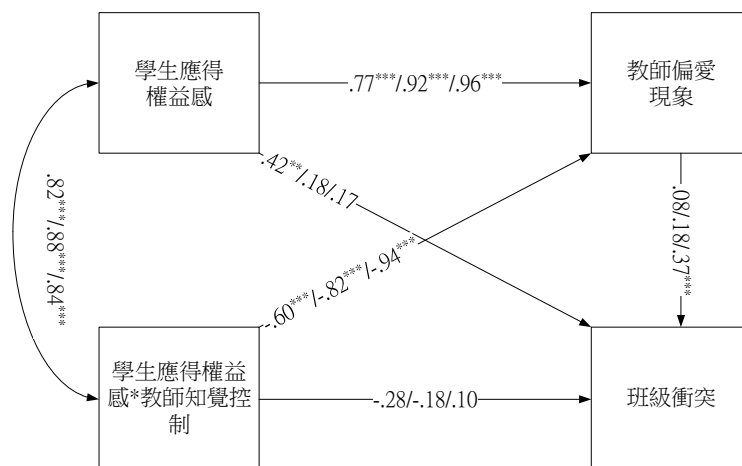 學生應得
權益感
.77***/.92***/.96***
教師偏愛
現象
.82***/.88***/.84***
.42**/.18/.17
-.60***/-.82***/-.94***
.08/.18/.37***
學生應得權益
感*教師知覺控
制
-.28/-.18/.10
班級衝突